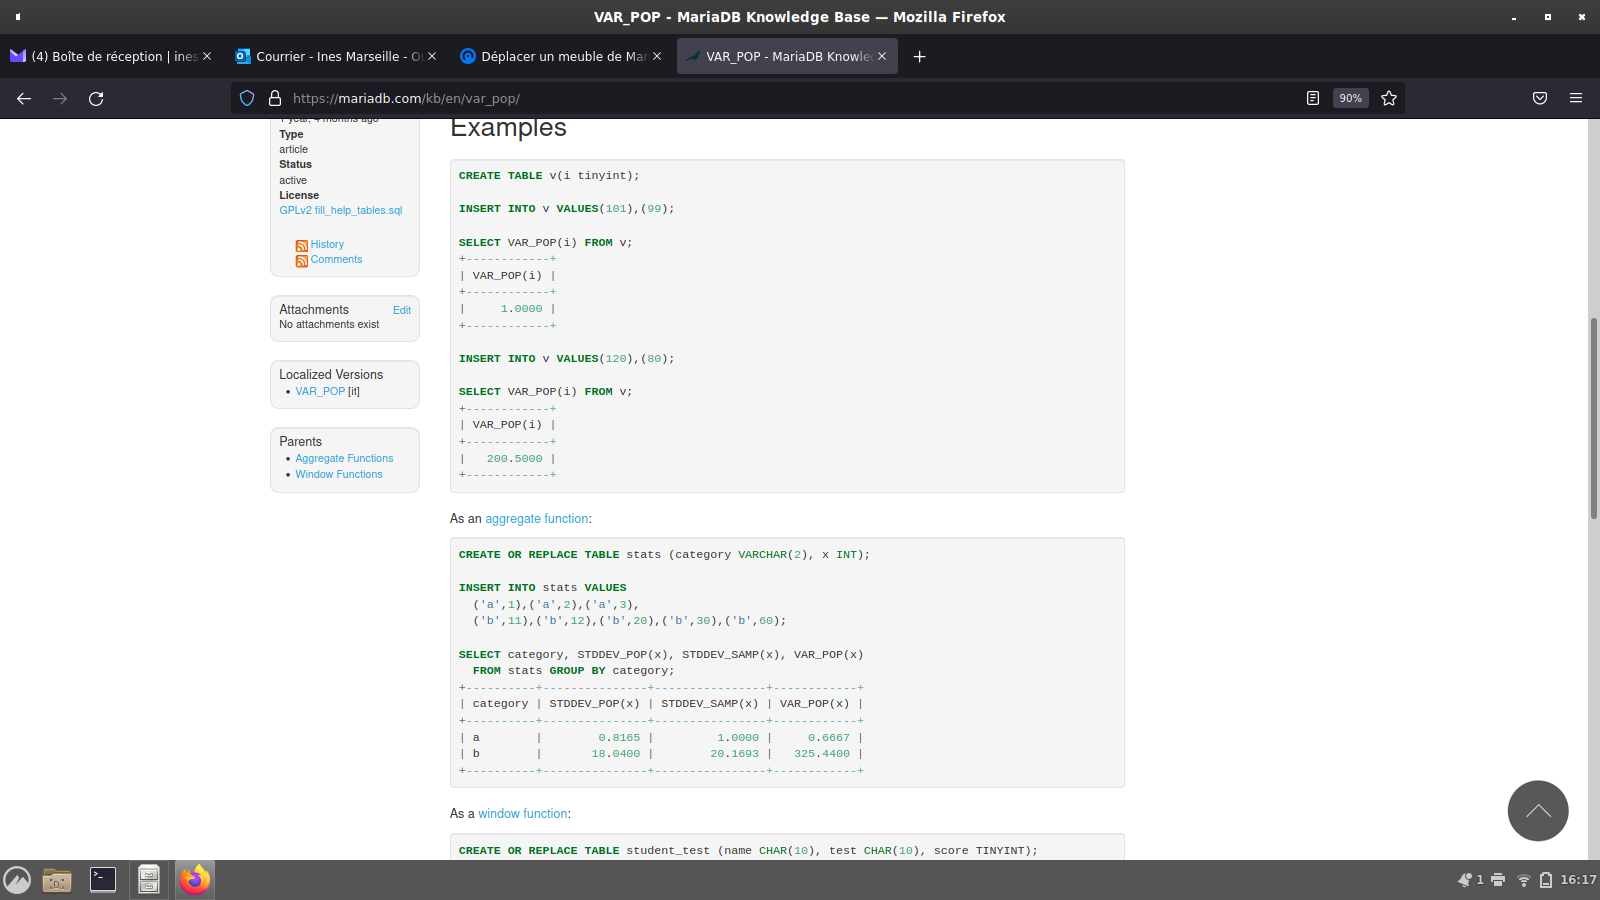 VAR_POP - MariaDB Knowledge Base — Mozilla Firefox
(4) Boîte de réception | ines
Courrier - Ines Marseille - O
Déplacer un meuble de Mar
VAR_POP - MariaDB Knowled
https://mariadb.com/kb/en/var_pop/
90%
1 year, 4 months ago
Type
article
Status
active
License
GPLv2 fill_help_tables.sql
History
Comments
Attachments Edit
No attachments exist
Localized Versions
• VAR_POP [it]
Parents
• Aggregate Functions
• Window Functions
Examples
CREATE TABLE v(i tinyint);
INSERT INTO v VALUES(101),(99);
SELECT VAR_POP(i) FROM v;
+------------+
| VAR_POP(i) |
+------------+
|     1.0000 |
+------------+
INSERT INTO v VALUES(120),(80);
SELECT VAR_POP(i) FROM v;
+------------+
| VAR_POP(i) |
+------------+
|   200.5000 |
+------------+
As an aggregate function:
CREATE OR REPLACE TABLE stats (category VARCHAR(2), x INT);
INSERT INTO stats VALUES
  ('a',1),('a',2),('a',3),
  ('b',11),('b',12),('b',20),('b',30),('b',60);
SELECT category, STDDEV_POP(x), STDDEV_SAMP(x), VAR_POP(x)
  FROM stats GROUP BY category;
+----------+---------------+----------------+------------+
| category | STDDEV_POP(x) | STDDEV_SAMP(x) | VAR_POP(x) |
+----------+---------------+----------------+------------+
| a        |        0.8165 |         1.0000 |     0.6667 |
| b        |       18.0400 |        20.1693 |   325.4400 |
+----------+---------------+----------------+------------+
As a window function:
CREATE OR REPLACE TABLE student_test (name CHAR(10), test CHAR(10), score TINYINT);
1
16:17